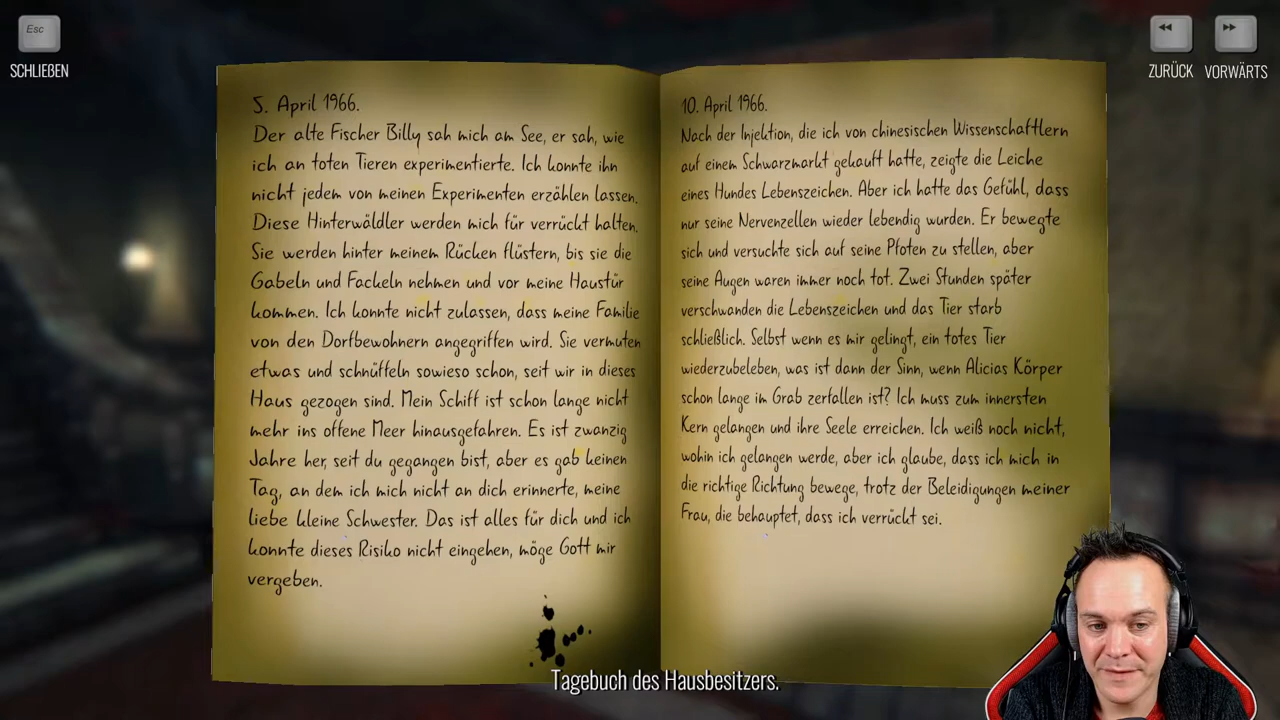 Esc
SCHLIEßEN
ZURÜCK VORWÄRTS
5. April 1966.
Der alte Fischer Billy sah mich am See, er sah, wie
ich an toten Tieren experimentierte. Ich konnte ihn
nicht jedem von meinen Experimenten erzählen lassen.
Diese Hinterwäldler werden mich für verrückt halten.
Sie werden hinter meinem Rücken flüstern, bis sie die
Gabeln und Fackeln nehmen und vor meine Haustür
kommen. Ich konnte nicht zulassen, dass meine Familie
von den Dorfbewohnern angegriffen wird. Sie vermuten
etwas und schnüffeln sowieso schon, seit wir in dieses
Haus gezogen sind. Mein Schiff ist schon lange nicht
mehr ins offene Meer hinausgefahren. Es ist zwanzig
Jahre her, seit du gegangen bist, aber es gab keinen
Tag, an dem ich mich nicht an dich erinnerte, meine
liebe kleine Schwester. Das ist alles für dich und ich
konnte dieses Risiko nicht eingehen, möge Gott mir
vergeben.
10. April 1966.
Nach der Injektion, die ich von chinesischen Wissenschaftlern
auf einem Schwarzmarkt gekauft hatte, zeigte die Leiche
eines Hundes Lebenszeichen. Aber ich hatte das Gefühl, dass
nur seine Nervenzellen wieder lebendig wurden. Er bewegte
sich und versuchte sich auf seine Pfoten zu stellen, aber
seine Augen waren immer noch tot. Zwei Stunden später
verschwanden die Lebenszeichen und das Tier starb
schließlich. Selbst wenn es mir gelingt, ein totes Tier
wiederzubeleben, was ist dann der Sinn, wenn Alicias Körper
schon lange im Grab zerfallen ist? Ich muss zum innersten
Kern gelangen und ihre Seele erreichen. Ich weiß noch nicht,
wohin ich gelangen werde, aber ich glaube, dass ich mich in
die richtige Richtung bewege, trotz der Beleidigungen meiner
Frau, die behauptet, dass ich verrückt sei.
Tagebuch des Hausbesitzers.